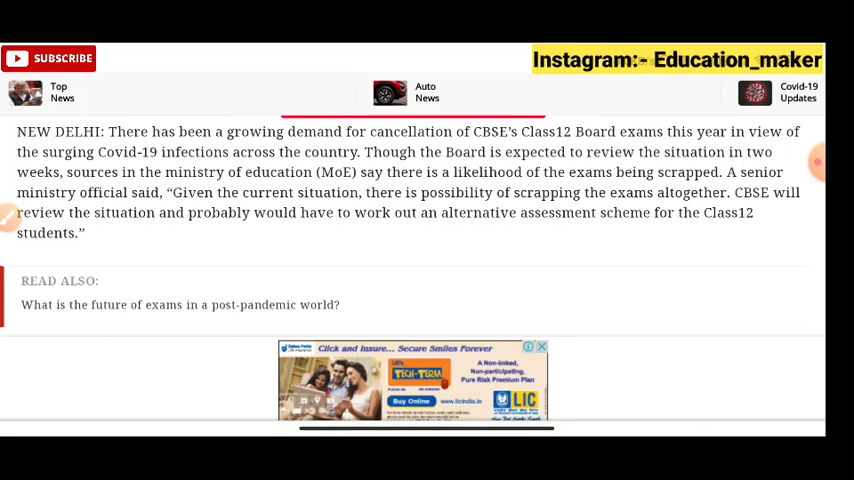 SUBSCRIBE
Instagram:- Education_maker
Top
News
Auto
News
Covid-19
Updates
NEW DELHI: There has been a growing demand for cancellation of CBSE's Class12 Board exams this year in view of
the surging Covid-19 infections across the country. Though the Board is expected to review the situation in two
weeks, sources in the ministry of education (MoE) say there is a likelihood of the exams being scrapped. A senior
ministry official said, “Given the current situation, there is possibility of scrapping the exams altogether. CBSE will
review the situation and probably would have to work out an alternative assessment scheme for the Class12
students.”
READ ALSO:
What is the future of exams in a post-pandemic world?
Click and Insure... Secure Smiles Forever
LIC's
TECH-TERM
A Non-linked,
Non-participating,
Pure Risk Premium Plan
Buy Online
www.licindia.in
LIC